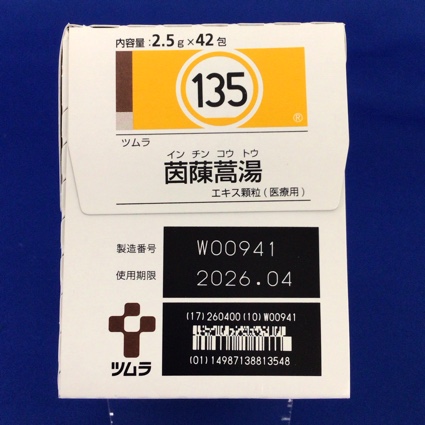 内容量:2.5g×42包
135
®
ツムラ
イン チン コウ トウ
茵蔯蒿湯
エキス顆粒(医療用)
製造番号 W00941
使用期限 2026.04
(17)260400(10)W00941
(01)14987138813548
ツムラ